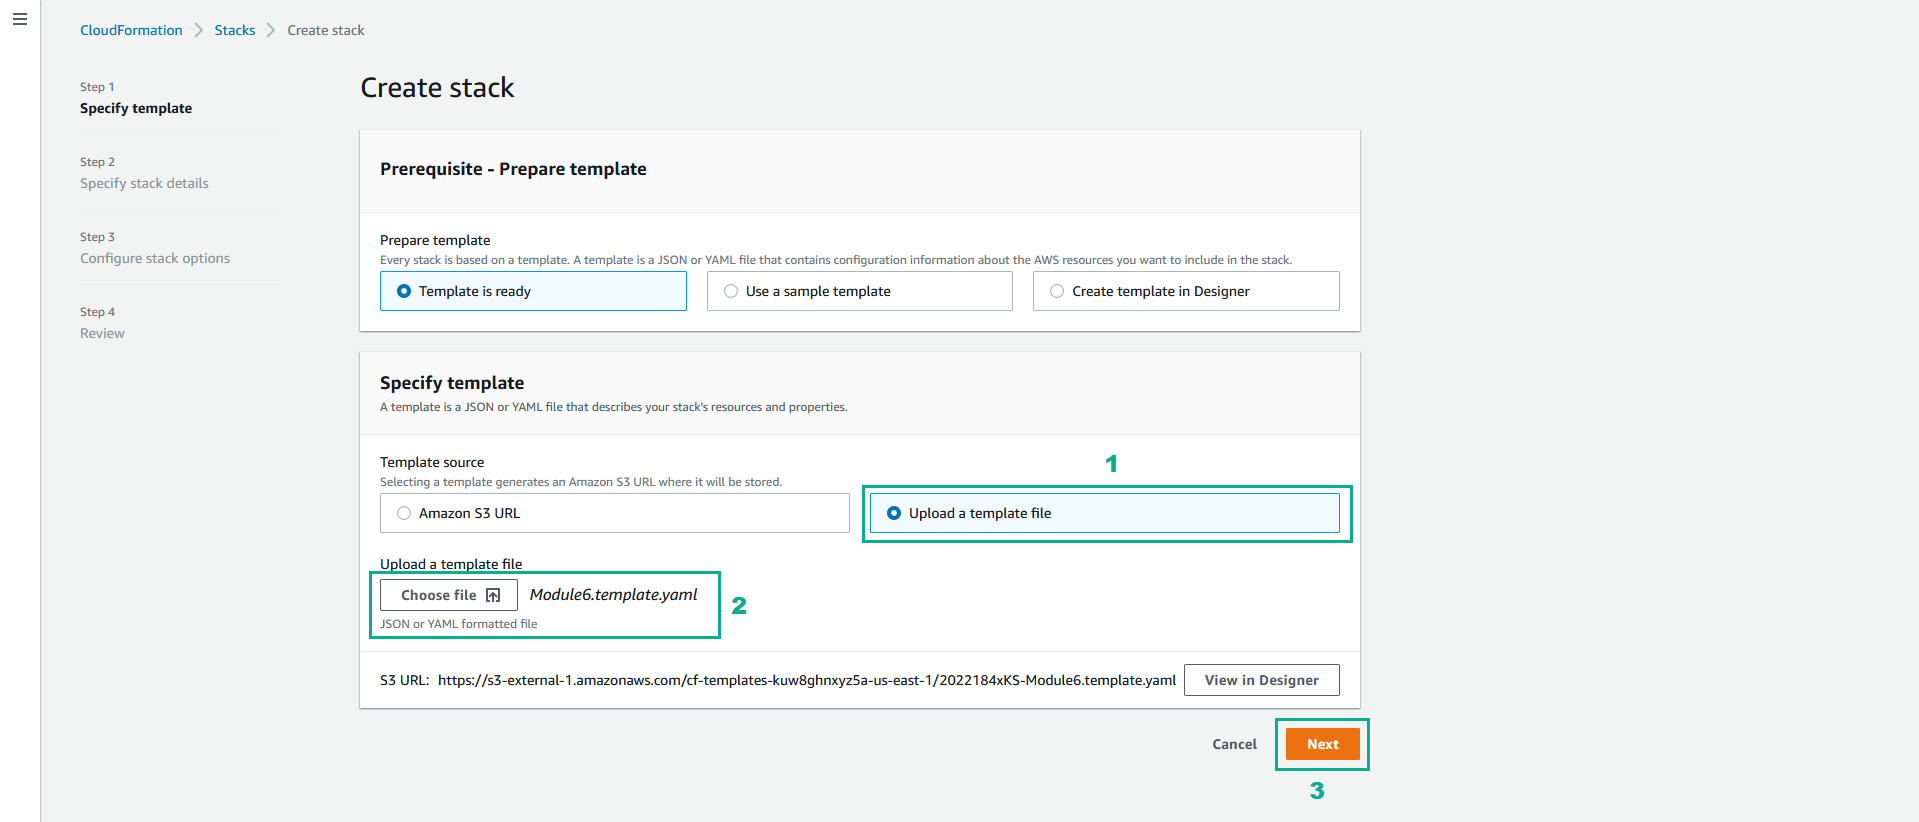 CloudFormation > Stacks > Create stack
Step 1
Specify template
Step 2
Specify stack details
Step 3
Configure stack options
Step 4
Review
Create stack
Prerequisite - Prepare template
Prepare template
Every stack is based on a template. A template is a JSON or YAML file that contains configuration information about the AWS resources you want to include in the stack.
Template is ready
Use a sample template
Create template in Designer
Specify template
A template is a JSON or YAML file that describes your stack's resources and properties.
Template source
Selecting a template generates an Amazon S3 URL where it will be stored.
1
Amazon S3 URL
Upload a template file
Upload a template file
Choose file Module6.template.yaml
2
JSON or YAML formatted file
S3 URL: https://s3-external-1.amazonaws.com/cf-templates-kuw8ghnxyz5a-us-east-1/2022184xKS-Module6.template.yaml
View in Designer
Cancel
Next
3